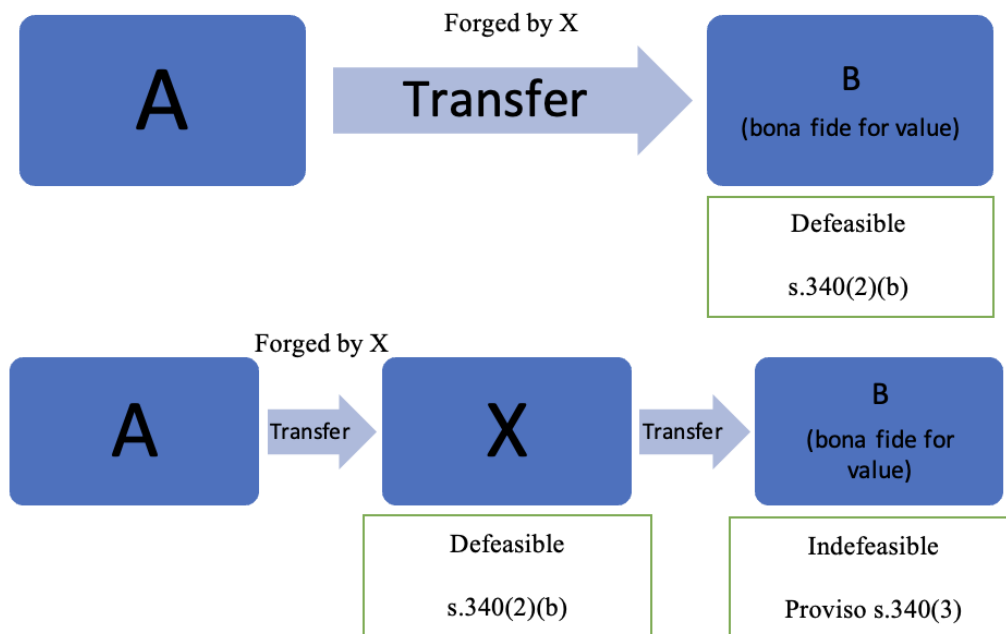 Forged by X
A
Transfer
B
(bona fide for value)
Defeasible
s.340(2)(b)
Forged by X
A
Transfer
X
Transfer
B
(bona fide for
value)
Defeasible
s.340(2)(b)
Indefeasible
Proviso s.340(3)